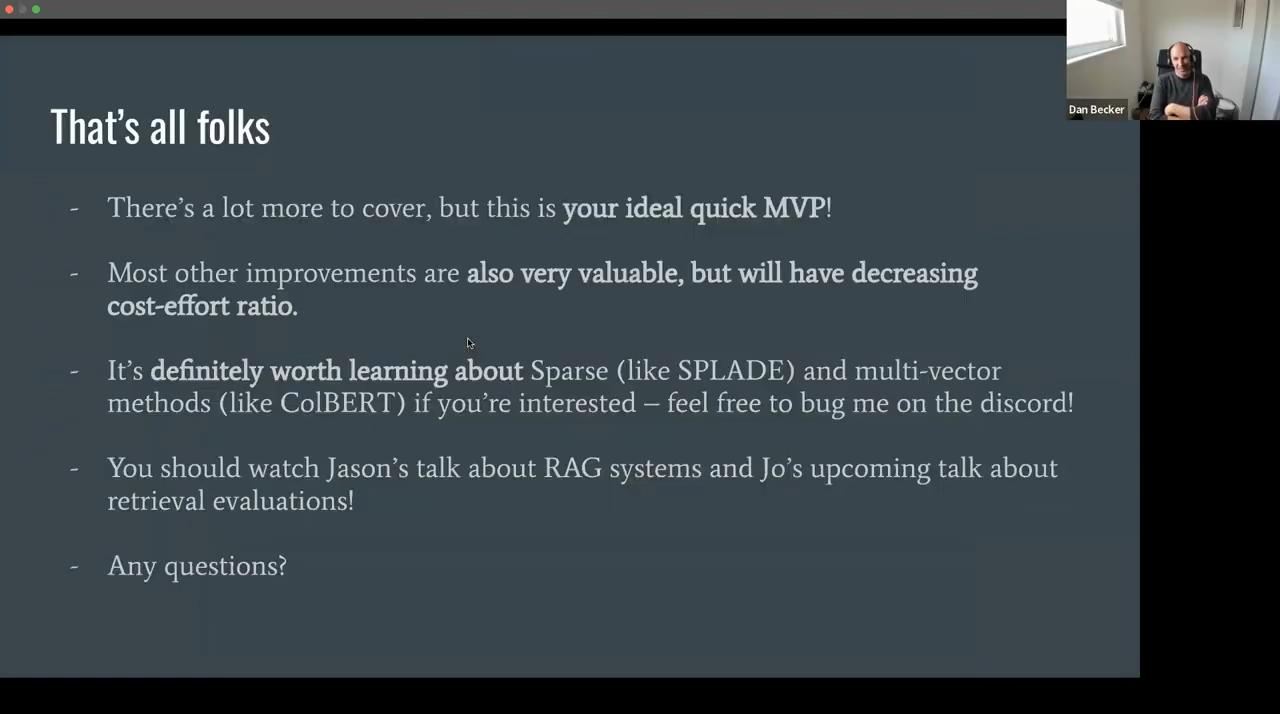 Dan Becker
That's all folks
- There's a lot more to cover, but this is your ideal quick MVP!
- Most other improvements are also very valuable, but will have decreasing
cost-effort ratio.
- It's definitely worth learning about Sparse (like SPLADE) and multi-vector
methods (like ColBERT) if you're interested – feel free to bug me on the discord!
- You should watch Jason's talk about RAG systems and Jo's upcoming talk about
retrieval evaluations!
- Any questions?